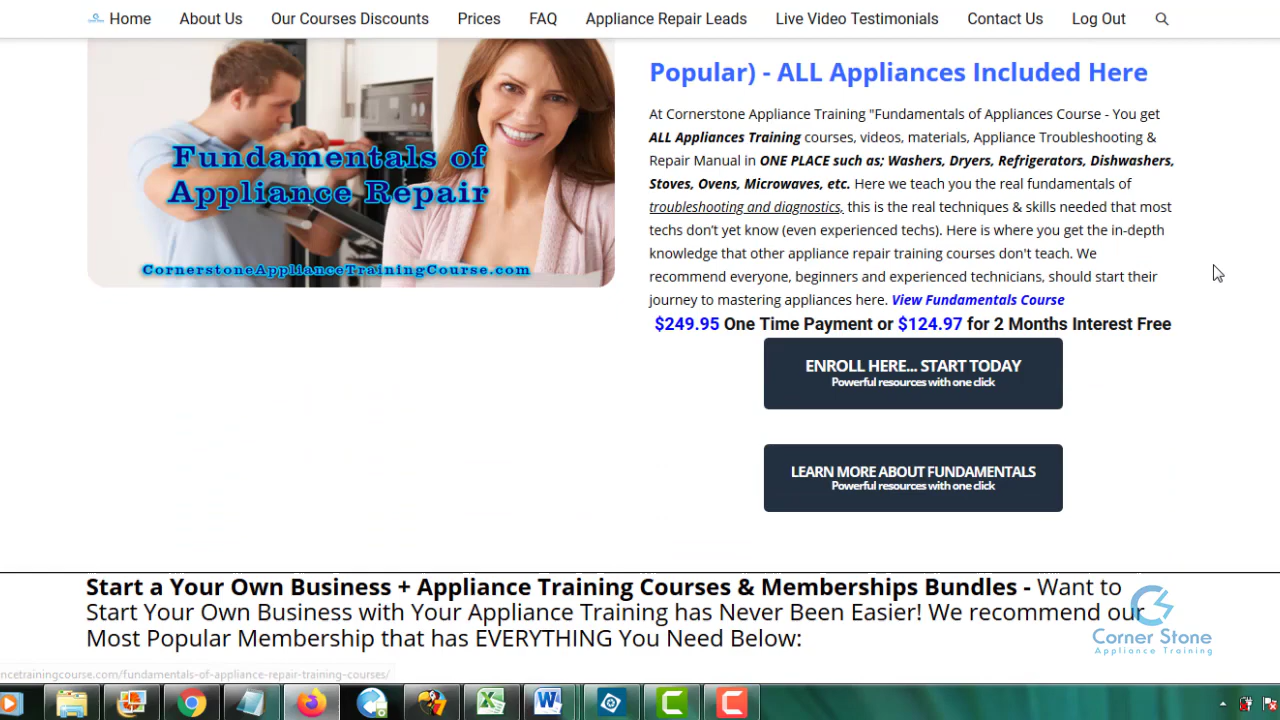 Home About Us Our Courses Discounts Prices FAQ Appliance Repair Leads Live Video Testimonials Contact Us Log Out
Fundamentals of
Appliance Repair
CornerstoneApplianceTrainingCourse.com
Popular) - ALL Appliances Included Here
At Cornerstone Appliance Training "Fundamentals of Appliances Course - You get
ALL Appliances Training courses, videos, materials, Appliance Troubleshooting &
Repair Manual in ONE PLACE such as; Washers, Dryers, Refrigerators, Dishwashers,
Stoves, Ovens, Microwaves, etc. Here we teach you the real fundamentals of
troubleshooting and diagnostics, this is the real techniques & skills needed that most
techs don't yet know (even experienced techs). Here is where you get the in-depth
knowledge that other appliance repair training courses don't teach. We
recommend everyone, beginners and experienced technicians, should start their
journey to mastering appliances here. View Fundamentals Course
$249.95 One Time Payment or $124.97 for 2 Months Interest Free
ENROLL HERE... START TODAY
Powerful resources with one click
LEARN MORE ABOUT FUNDAMENTALS
Powerful resources with one click
Start a Your Own Business + Appliance Training Courses & Memberships Bundles - Want to
Start Your Own Business with Your Appliance Training has Never Been Easier! We recommend our
Most Popular Membership that has EVERYTHING You Need Below:
Corner Stone
Appliance Training
ncetrainingcourse.com/fundamentals-of-appliance-repair-training-courses/